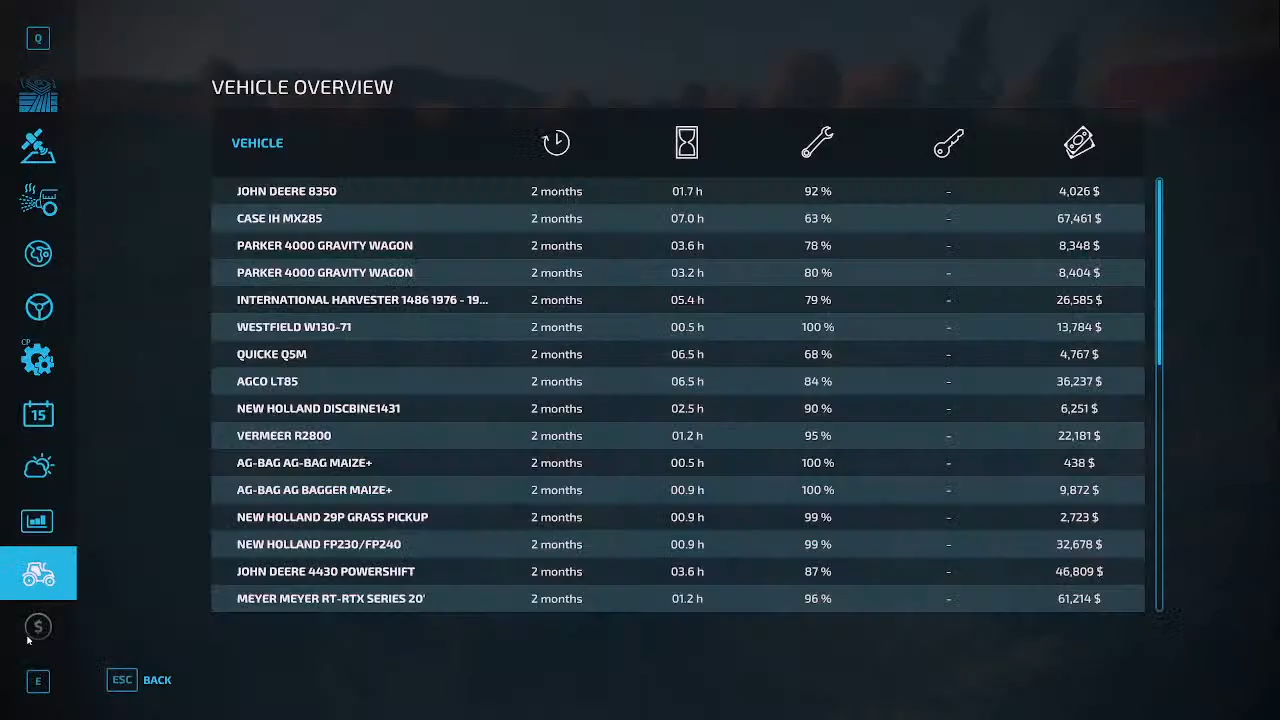 Q
VEHICLE OVERVIEW
VEHICLE
JOHN DEERE 8350 2 months 01.7 h 92 % - 4,026 $
CASE IH MX285 2 months 07.0 h 63 % - 67,461 $
PARKER 4000 GRAVITY WAGON 2 months 03.6 h 78 % - 8,348 $
PARKER 4000 GRAVITY WAGON 2 months 03.2 h 80 % - 8,404 $
INTERNATIONAL HARVESTER 1486 1976 - 19... 2 months 05.4 h 79 % - 26,585 $
WESTFIELD W130-71 2 months 00.5 h 100 % - 13,784 $
QUICKE Q5M 2 months 06.5 h 68 % - 4,767 $
AGCO LT85 2 months 06.5 h 84 % - 36,237 $
NEW HOLLAND DISCBINE1431 2 months 02.5 h 90 % - 6,251 $
VERMEER R2800 2 months 01.2 h 95 % - 22,181 $
AG-BAG AG-BAG MAIZE+ 2 months 00.5 h 100 % - 438 $
AG-BAG AG BAGGER MAIZE+ 2 months 00.9 h 100 % - 9,872 $
NEW HOLLAND 29P GRASS PICKUP 2 months 00.9 h 99 % - 2,723 $
NEW HOLLAND FP230/FP240 2 months 00.9 h 99 % - 32,678 $
JOHN DEERE 4430 POWERSHIFT 2 months 03.6 h 87 % - 46,809 $
MEYER MEYER RT-RTX SERIES 20' 2 months 01.2 h 96 % - 61,214 $
CP
15
$
E
ESC BACK